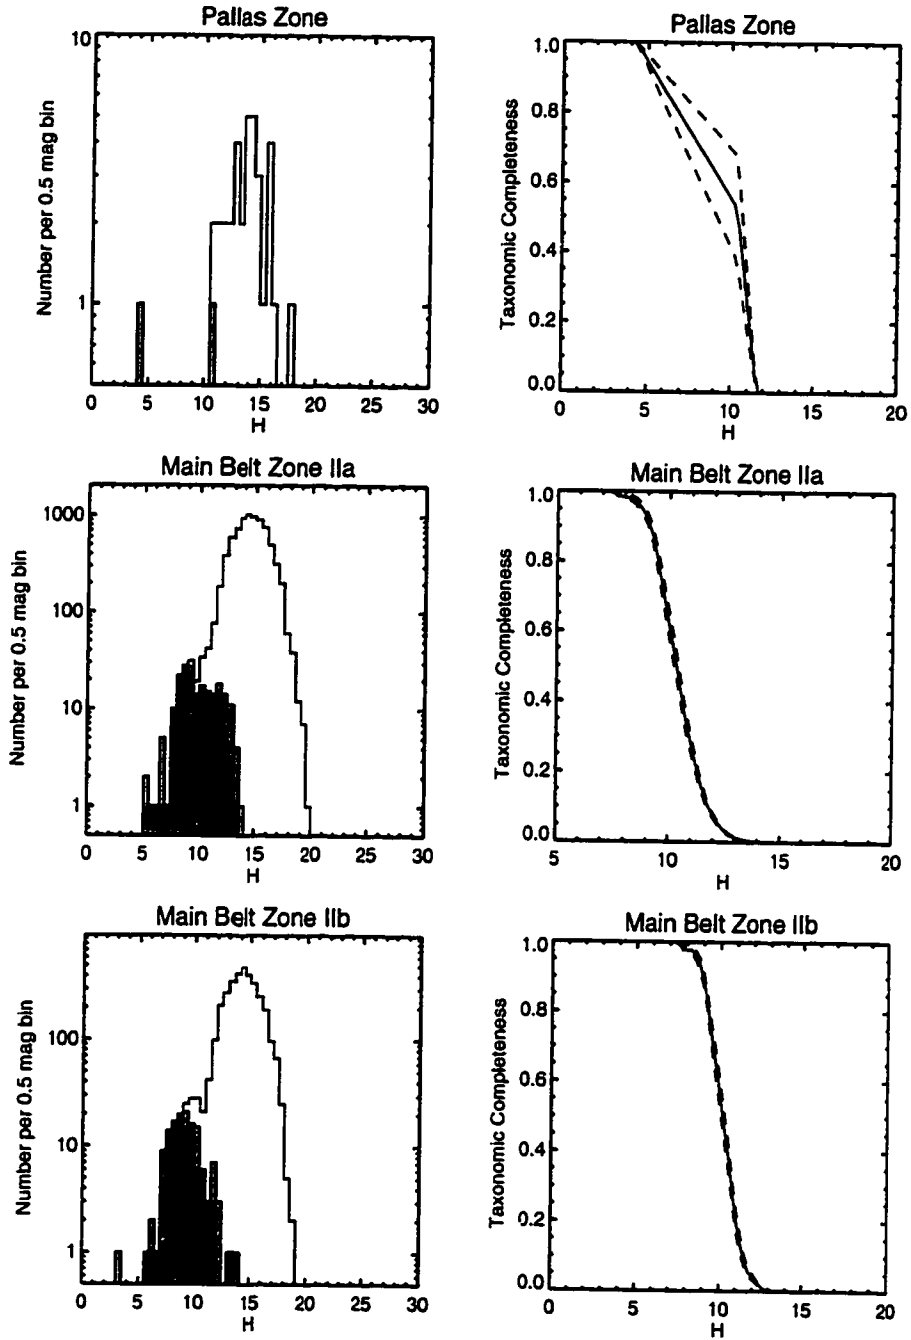 Pallas Zone
10
1
Number per 0.5 mag bin
0 5 10 15 20 25 30
H
Pallas Zone
1.0
0.8
0.6
0.4
0.2
0.0
Taxonomic Completeness
0 5 10 15 20
H
Main Belt Zone IIa
1000
100
10
1
Number per 0.5 mag bin
0 5 10 15 20 25 30
H
Main Belt Zone IIa
1.0
0.8
0.6
0.4
0.2
0.0
Taxonomic Completeness
5 10 15 20
H
Main Belt Zone IIb
100
10
1
Number per 0.5 mag bin
0 5 10 15 20 25 30
H
Main Belt Zone IIb
1.0
0.8
0.6
0.4
0.2
0.0
Taxonomic Completeness
0 5 10 15 20
H